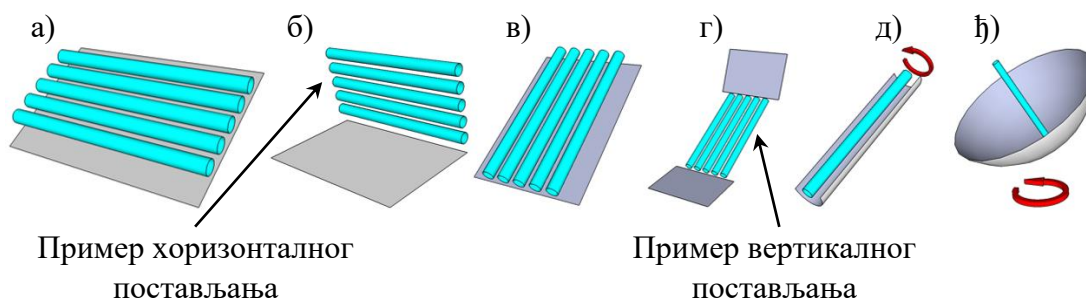 а)
б)
в)
г)
д)
ђ)
Пример хоризонталног
постављања
Пример вертикалног
постављања